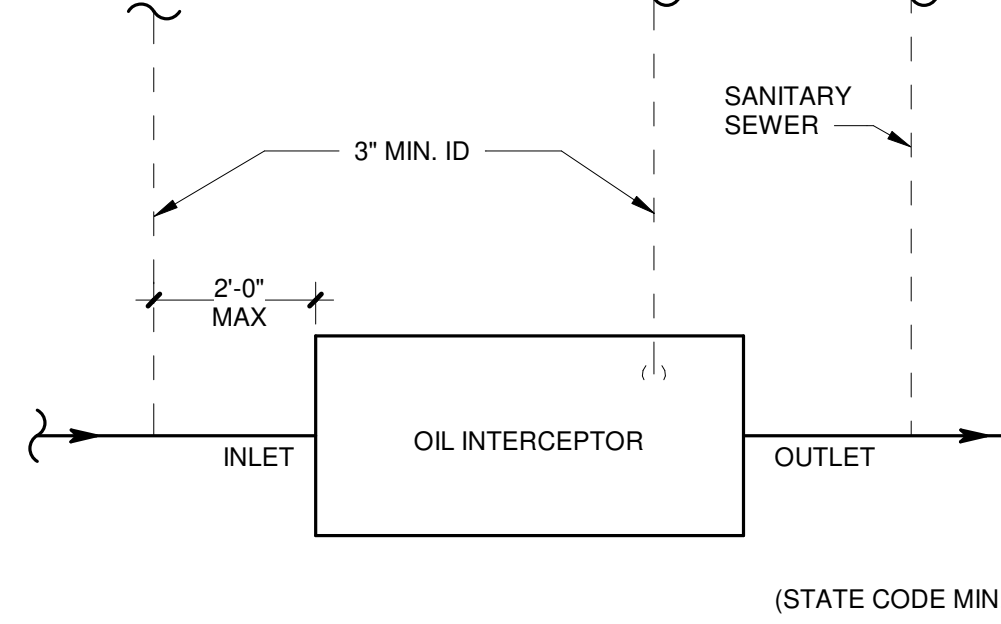 SANITARY
SEWER
3" MIN. ID
2'-0"
MAX
OIL INTERCEPTOR
INLET
OUTLET
(STATE CODE MIN